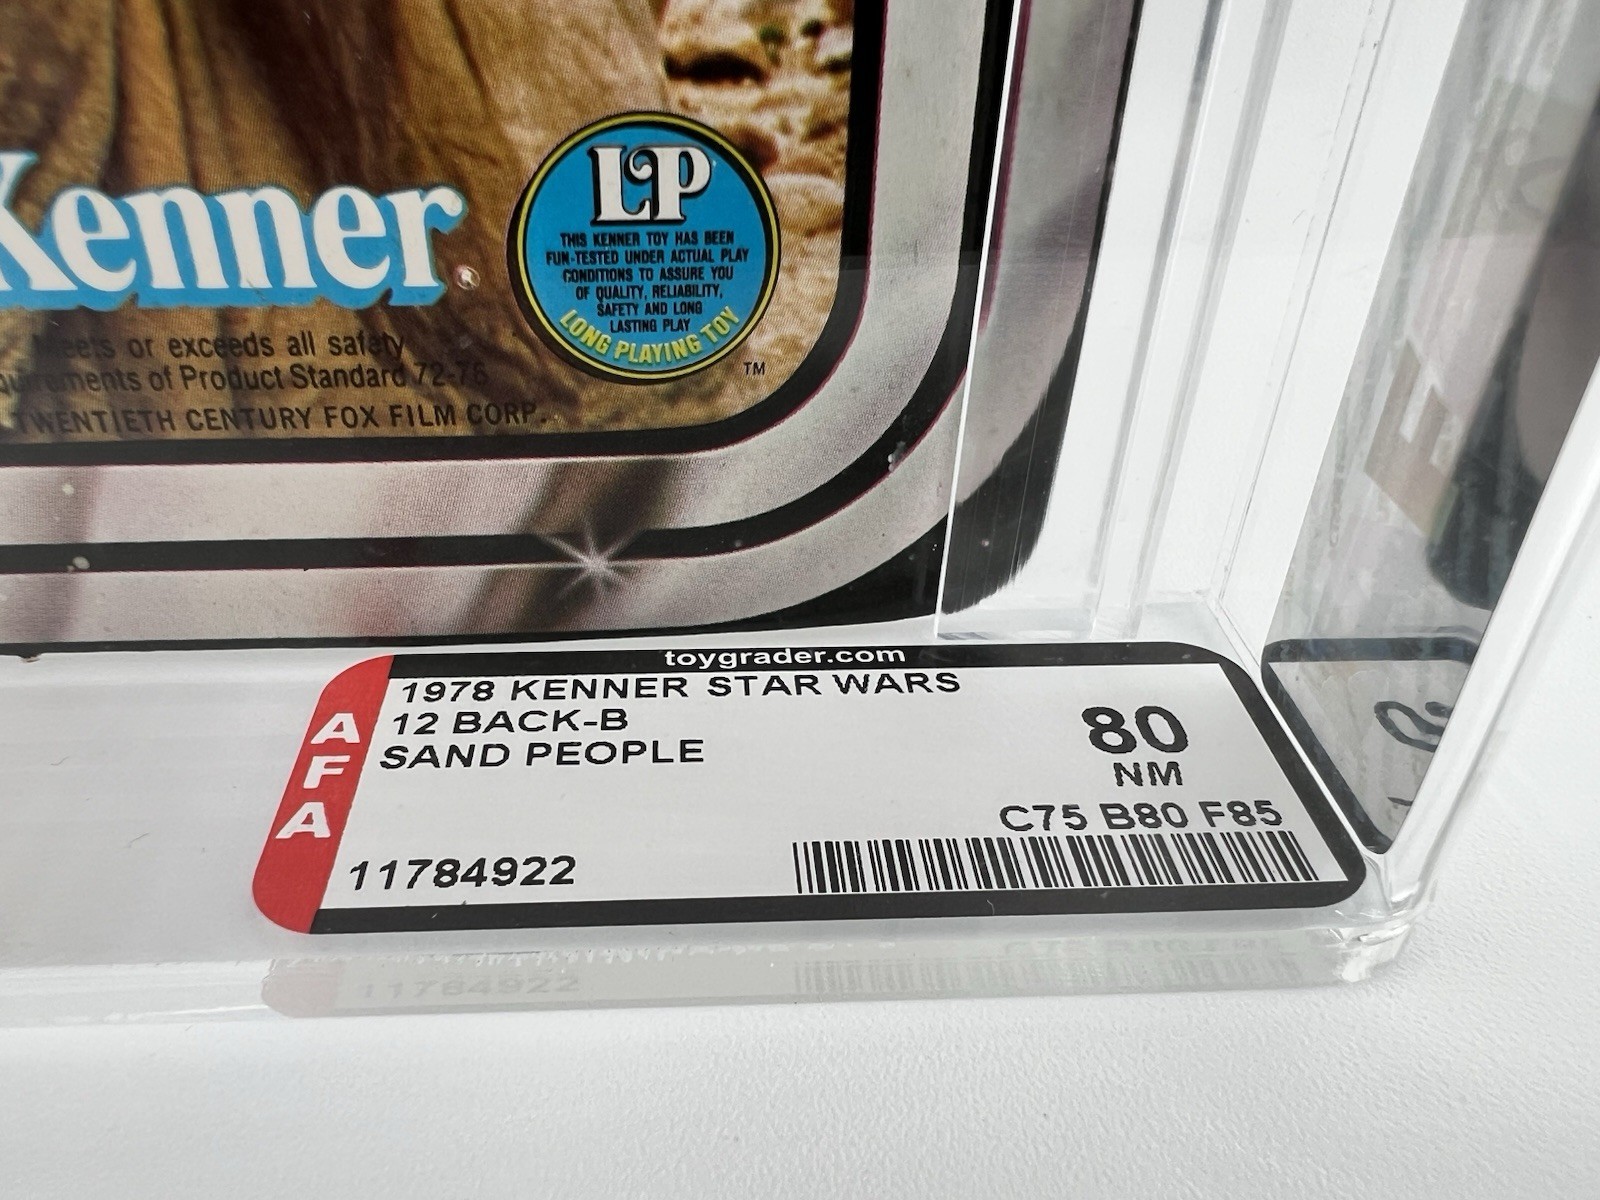 Kenner
LP
THIS KENNER TOY HAS BEEN
FUN-TESTED UNDER ACTUAL PLAY
CONDITIONS TO ASSURE YOU
OF QUALITY, RELIABILITY,
SAFETY AND LONG
LASTING PLAY
LONG PLAYING TOY
TM
Meets or exceeds all safety
quirements of Product Standard 72-76
TWENTIETH CENTURY FOX FILM CORP.
toygrader.com
AFA
1978 KENNER STAR WARS
12 BACK-B
SAND PEOPLE
80
NM
C75 B80 F85
11784922
11784922